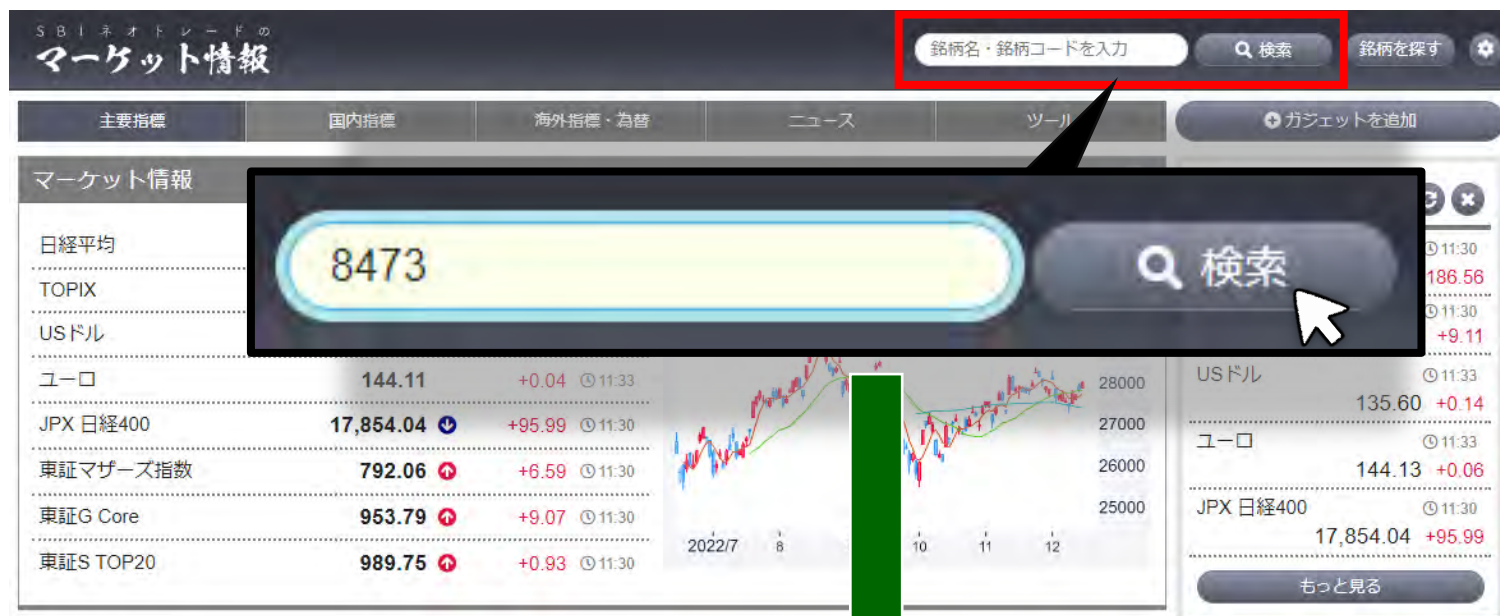 SBIネオトレードの
マーケット情報
銘柄名・銘柄コードを入力
検索
銘柄を探す
主要指標
国内指標
海外指標・為替
ニュース
ツール
ガジェットを追加
マーケット情報
8473
検索
日経平均
TOPIX
USドル
ユーロ 144.11 +0.04 11:33
JPX 日経400 17,854.04 +95.99 11:30
東証マザーズ指数 792.06 +6.59 11:30
東証G Core 953.79 +9.07 11:30
東証S TOP20 989.75 +0.93 11:30
28000
27000
26000
25000
2022/7 8 10 11 12
11:30
186.56
11:30
+9.11
USドル 11:33
135.60 +0.14
ユーロ 11:33
144.13 +0.06
JPX 日経400 11:30
17,854.04 +95.99
もっと見る